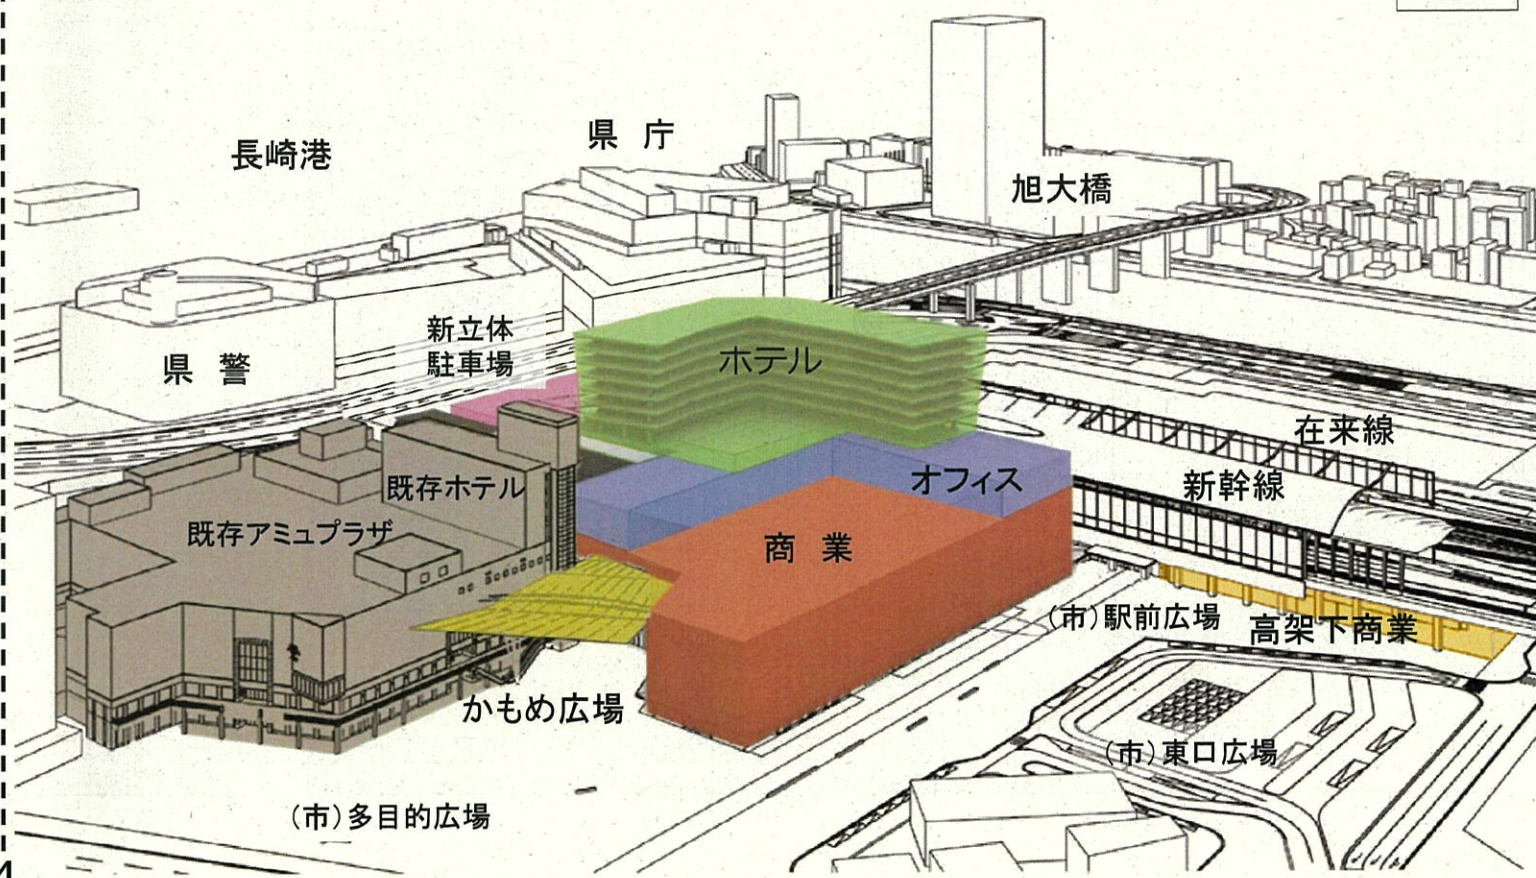 長崎港
県 庁
旭大橋
新立体
駐車場
県 警
ホテル
在来線
既存ホテル
オフィス
新幹線
既存アミュプラザ
商 業
（市）駅前広場
高架下商業
かもめ広場
（市）東口広場
（市）多目的広場